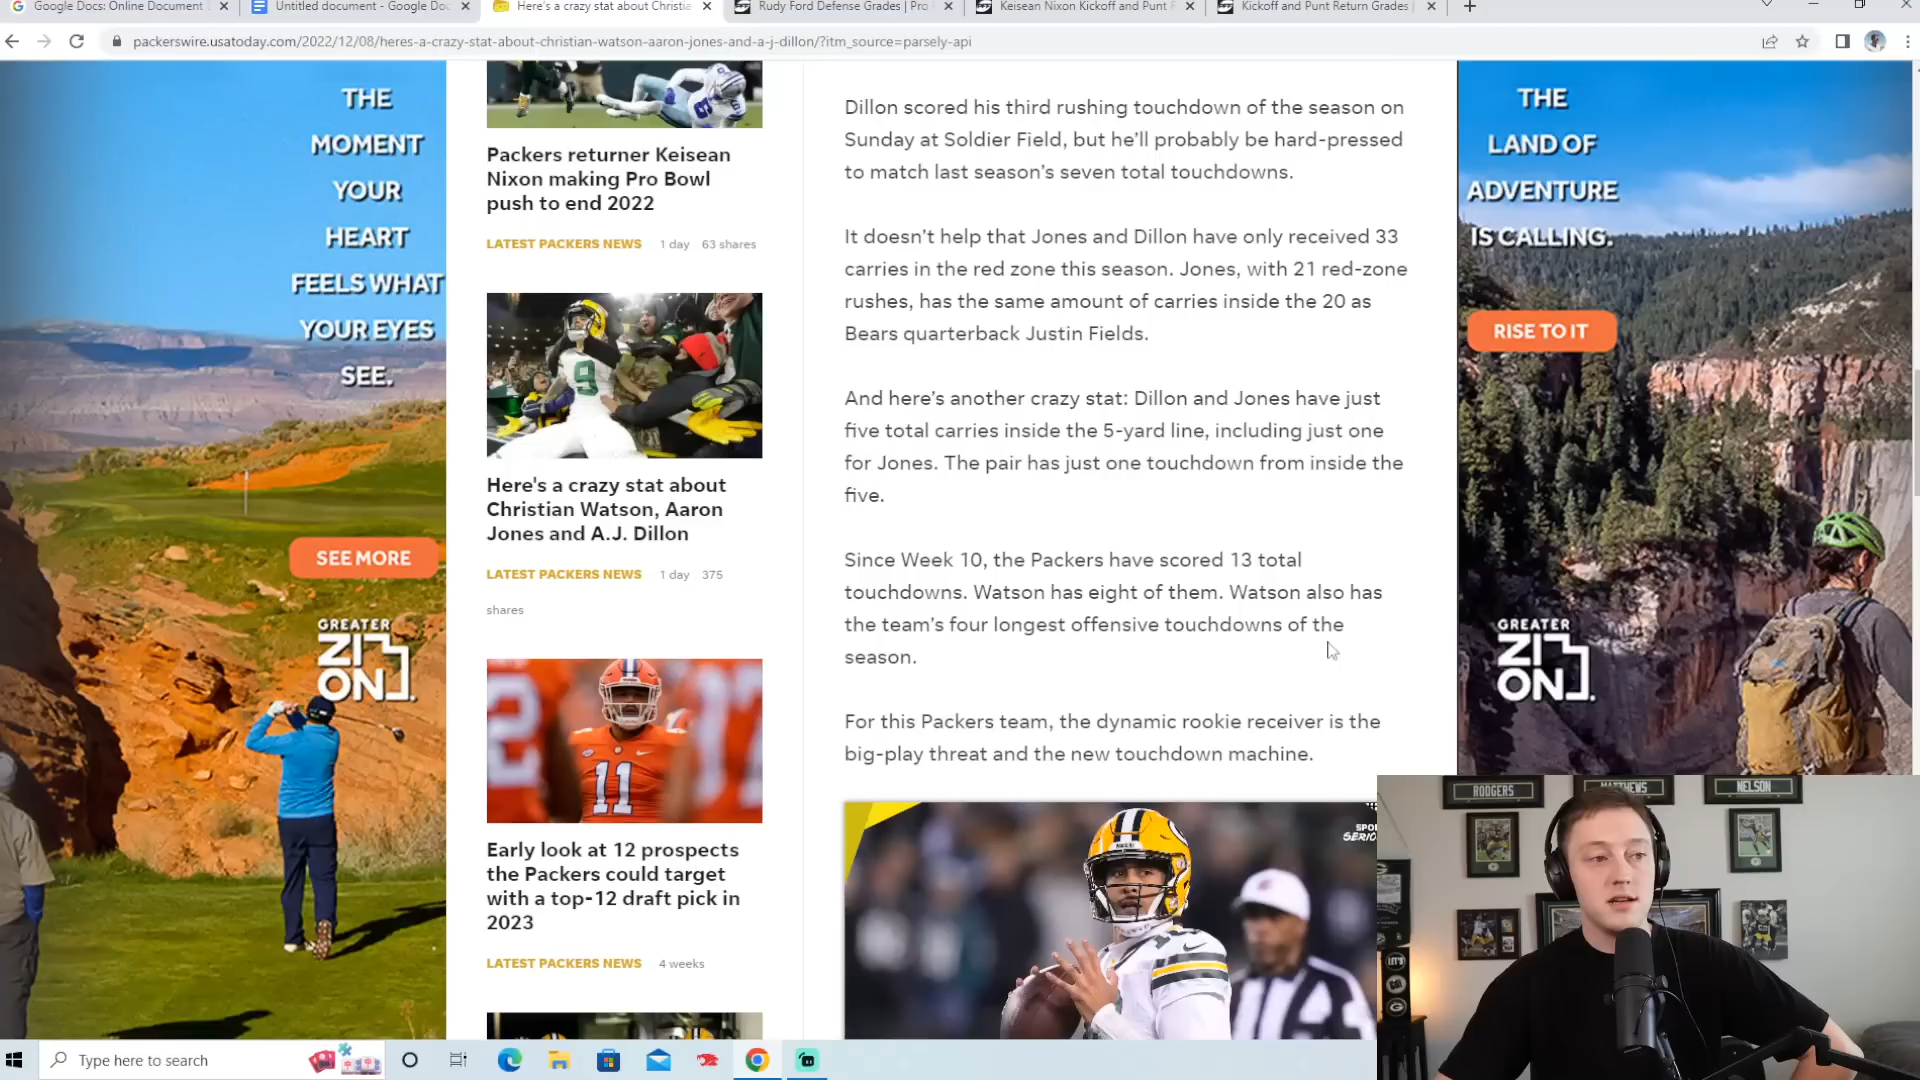 Google Docs: Online Document
Untitled document - Google Doc
Here's a crazy stat about Christia
Rudy Ford Defense Grades | Pro
Keisean Nixon Kickoff and Punt R
Kickoff and Punt Return Grades |
packerswire.usatoday.com/2022/12/08/heres-a-crazy-stat-about-christian-watson-aaron-jones-and-a-j-dillon/?itm_source=parsely-api
THE
MOMENT
YOUR
HEART
FEELS WHAT
YOUR EYES
SEE.
SEE MORE
GREATER
ZION
Packers returner Keisean
Nixon making Pro Bowl
push to end 2022
LATEST PACKERS NEWS 1 day 63 shares
9
Here's a crazy stat about
Christian Watson, Aaron
Jones and A.J. Dillon
LATEST PACKERS NEWS 1 day 375
shares
11
Early look at 12 prospects
the Packers could target
with a top-12 draft pick in
2023
LATEST PACKERS NEWS 4 weeks
Dillon scored his third rushing touchdown of the season on
Sunday at Soldier Field, but he'll probably be hard-pressed
to match last season's seven total touchdowns.
It doesn't help that Jones and Dillon have only received 33
carries in the red zone this season. Jones, with 21 red-zone
rushes, has the same amount of carries inside the 20 as
Bears quarterback Justin Fields.
And here's another crazy stat: Dillon and Jones have just
five total carries inside the 5-yard line, including just one
for Jones. The pair has just one touchdown from inside the
five.
Since Week 10, the Packers have scored 13 total
touchdowns. Watson has eight of them. Watson also has
the team's four longest offensive touchdowns of the
season.
For this Packers team, the dynamic rookie receiver is the
big-play threat and the new touchdown machine.
THE
LAND OF
ADVENTURE
IS CALLING.
RISE TO IT
GREATER
ZION
RODGERS
MATTHEWS
NELSON
Type here to search